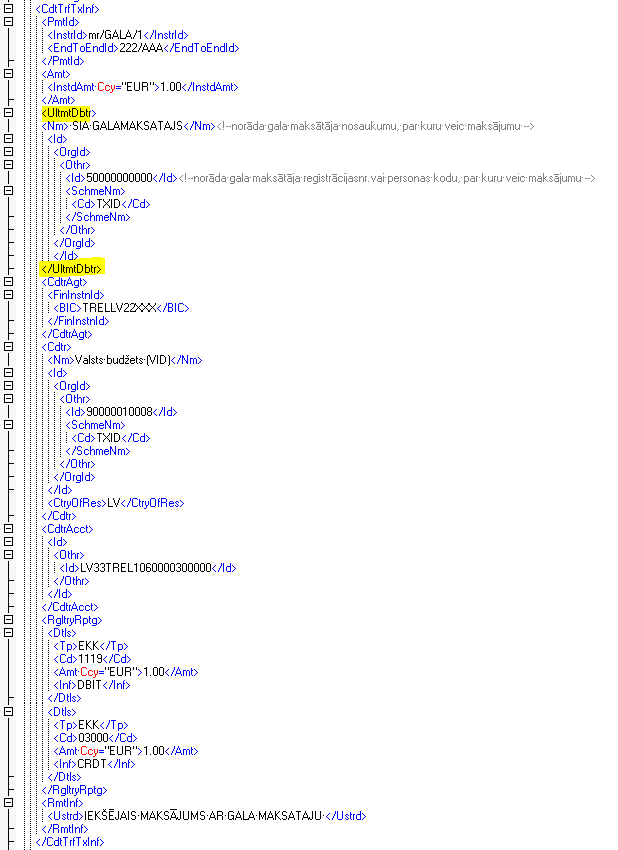 <CdtTrfTxInf>
<PmtId>
<InstrId>mr/GALA/1</InstrId>
<EndToEndId>222/AAA</EndToEndId>
</PmtId>
<Amt>
<InstdAmt·Ccy="EUR">1.00</InstdAmt>
</Amt>
<UltmtDbtr>
<Nm>·SIA·GALAMAKSATAJS</Nm><!--norāda·gala·maksātāja·nosaukumu,·par·kuru·veic·maksājumu·-->
<Id>
<OrgId>
<Othr>
<Id>50000000000</Id><!--norāda·gala·maksātāja·reģistrācijasnr.vai·personas·kodu,·par·kuru·veic·maksājumu·-->
<SchmeNm>
<Cd>TXID</Cd>
</SchmeNm>
</Othr>
</OrgId>
</Id>
</UltmtDbtr>
<CdtrAgt>
<FinInstnId>
<BIC>TRELLV22XXX</BIC>
</FinInstnId>
</CdtrAgt>
<Cdtr>
<Nm>Valsts·budžets·(VID)</Nm>
<Id>
<OrgId>
<Othr>
<Id>90000010008</Id>
<SchmeNm>
<Cd>TXID</Cd>
</SchmeNm>
</Othr>
</OrgId>
</Id>
<CtryOfRes>LV</CtryOfRes>
</Cdtr>
<CdtrAcct>
<Id>
<Othr>
<Id>LV33TREL1060000300000</Id>
</Othr>
</Id>
</CdtrAcct>
<RgltryRptg>
<Dtls>
<Tp>EKK</Tp>
<Cd>1119</Cd>
<Amt·Ccy="EUR">1.00</Amt>
<Inf>DBIT</Inf>
</Dtls>
<Dtls>
<Tp>EKK</Tp>
<Cd>03000</Cd>
<Amt·Ccy="EUR">1.00</Amt>
<Inf>CRDT</Inf>
</Dtls>
</RgltryRptg>
<RmtInf>
<Ustrd>IEKŠĒJAIS·MAKSĀJUMS·AR·GALA·MAKSATAJU·</Ustrd>
</RmtInf>
</CdtTrfTxInf>